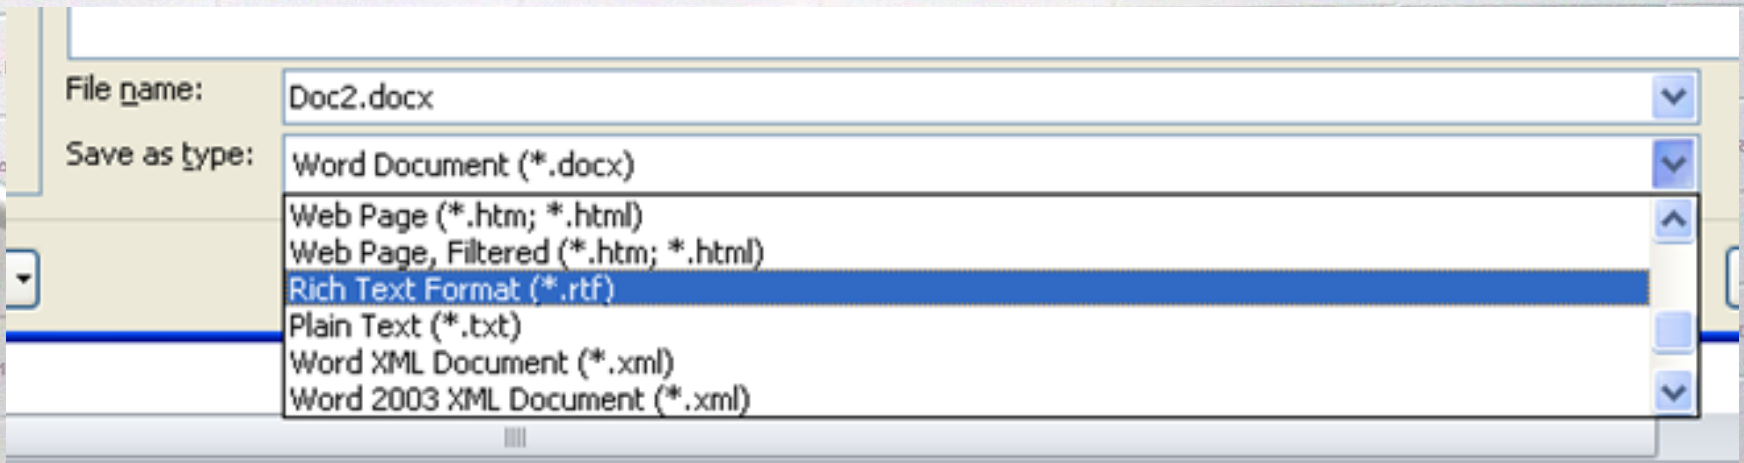 File name:
Doc2.docx
Save as type:
Word Document (*.docx)
Web Page (*.htm; *.html)
Web Page, Filtered (*.htm; *.html)
Rich Text Format (*.rtf)
Plain Text (*.txt)
Word XML Document (*.xml)
Word 2003 XML Document (*.xml)